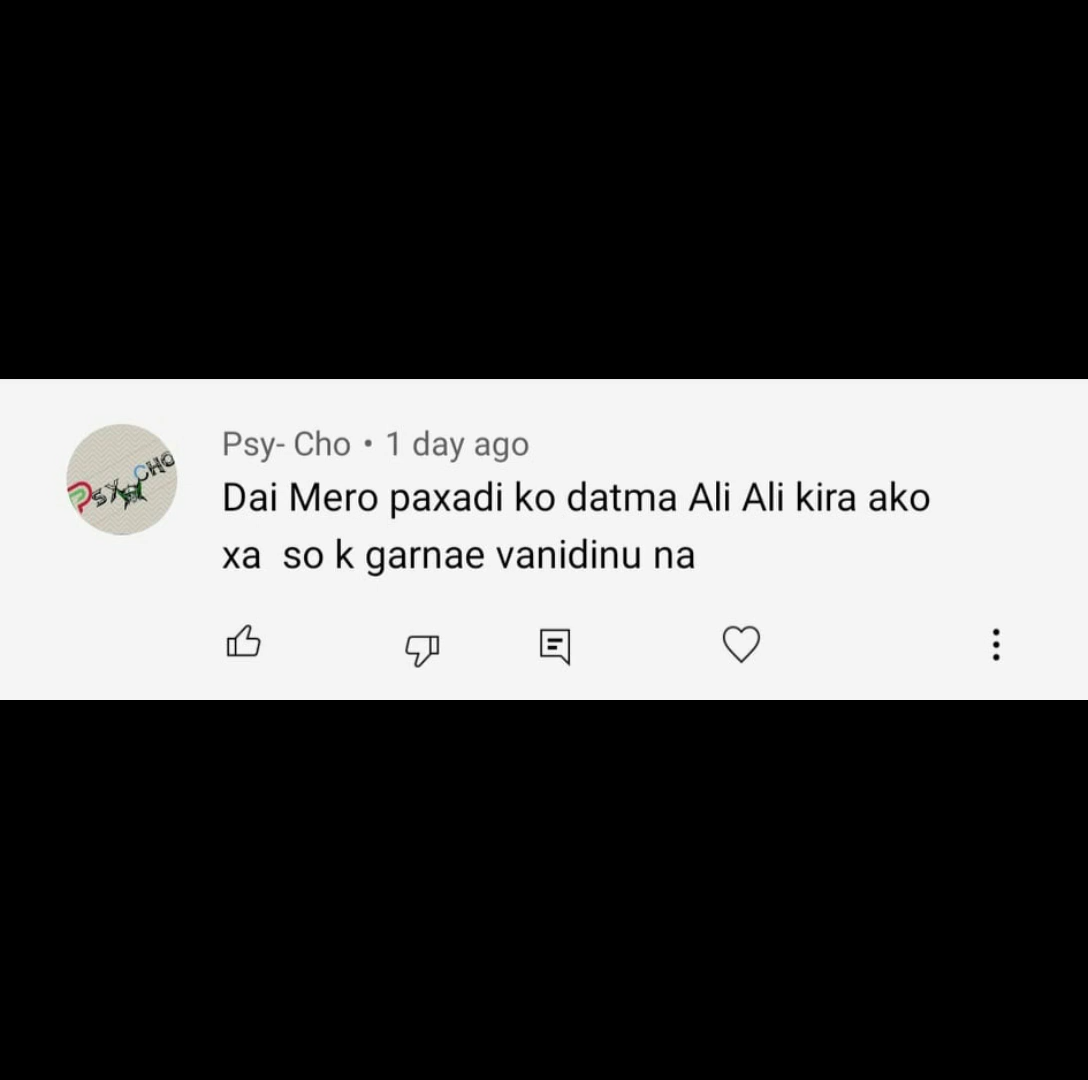 PSYCHO
Psy- Cho • 1 day ago
Dai Mero paxadi ko datma Ali Ali kira ako
xa so k garnae vanidinu na